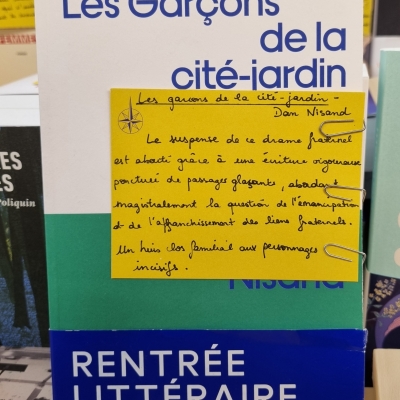 Les Garçons
de la
cité-jardin
Les garçons de la cité-jardin -
Dan Nisand
Le suspense de ce drame fraternel
est abouti grâce à une écriture rigoureuse
ponctuée de passages glaçants, abordant
magistralement la question de l'émancipation
et de l'affranchissement des liens fraternels.
Un huis clos familial aux personnages
incisifs.
Nisand
RENTRÉE
LITTÉRAIRE
Poliquin